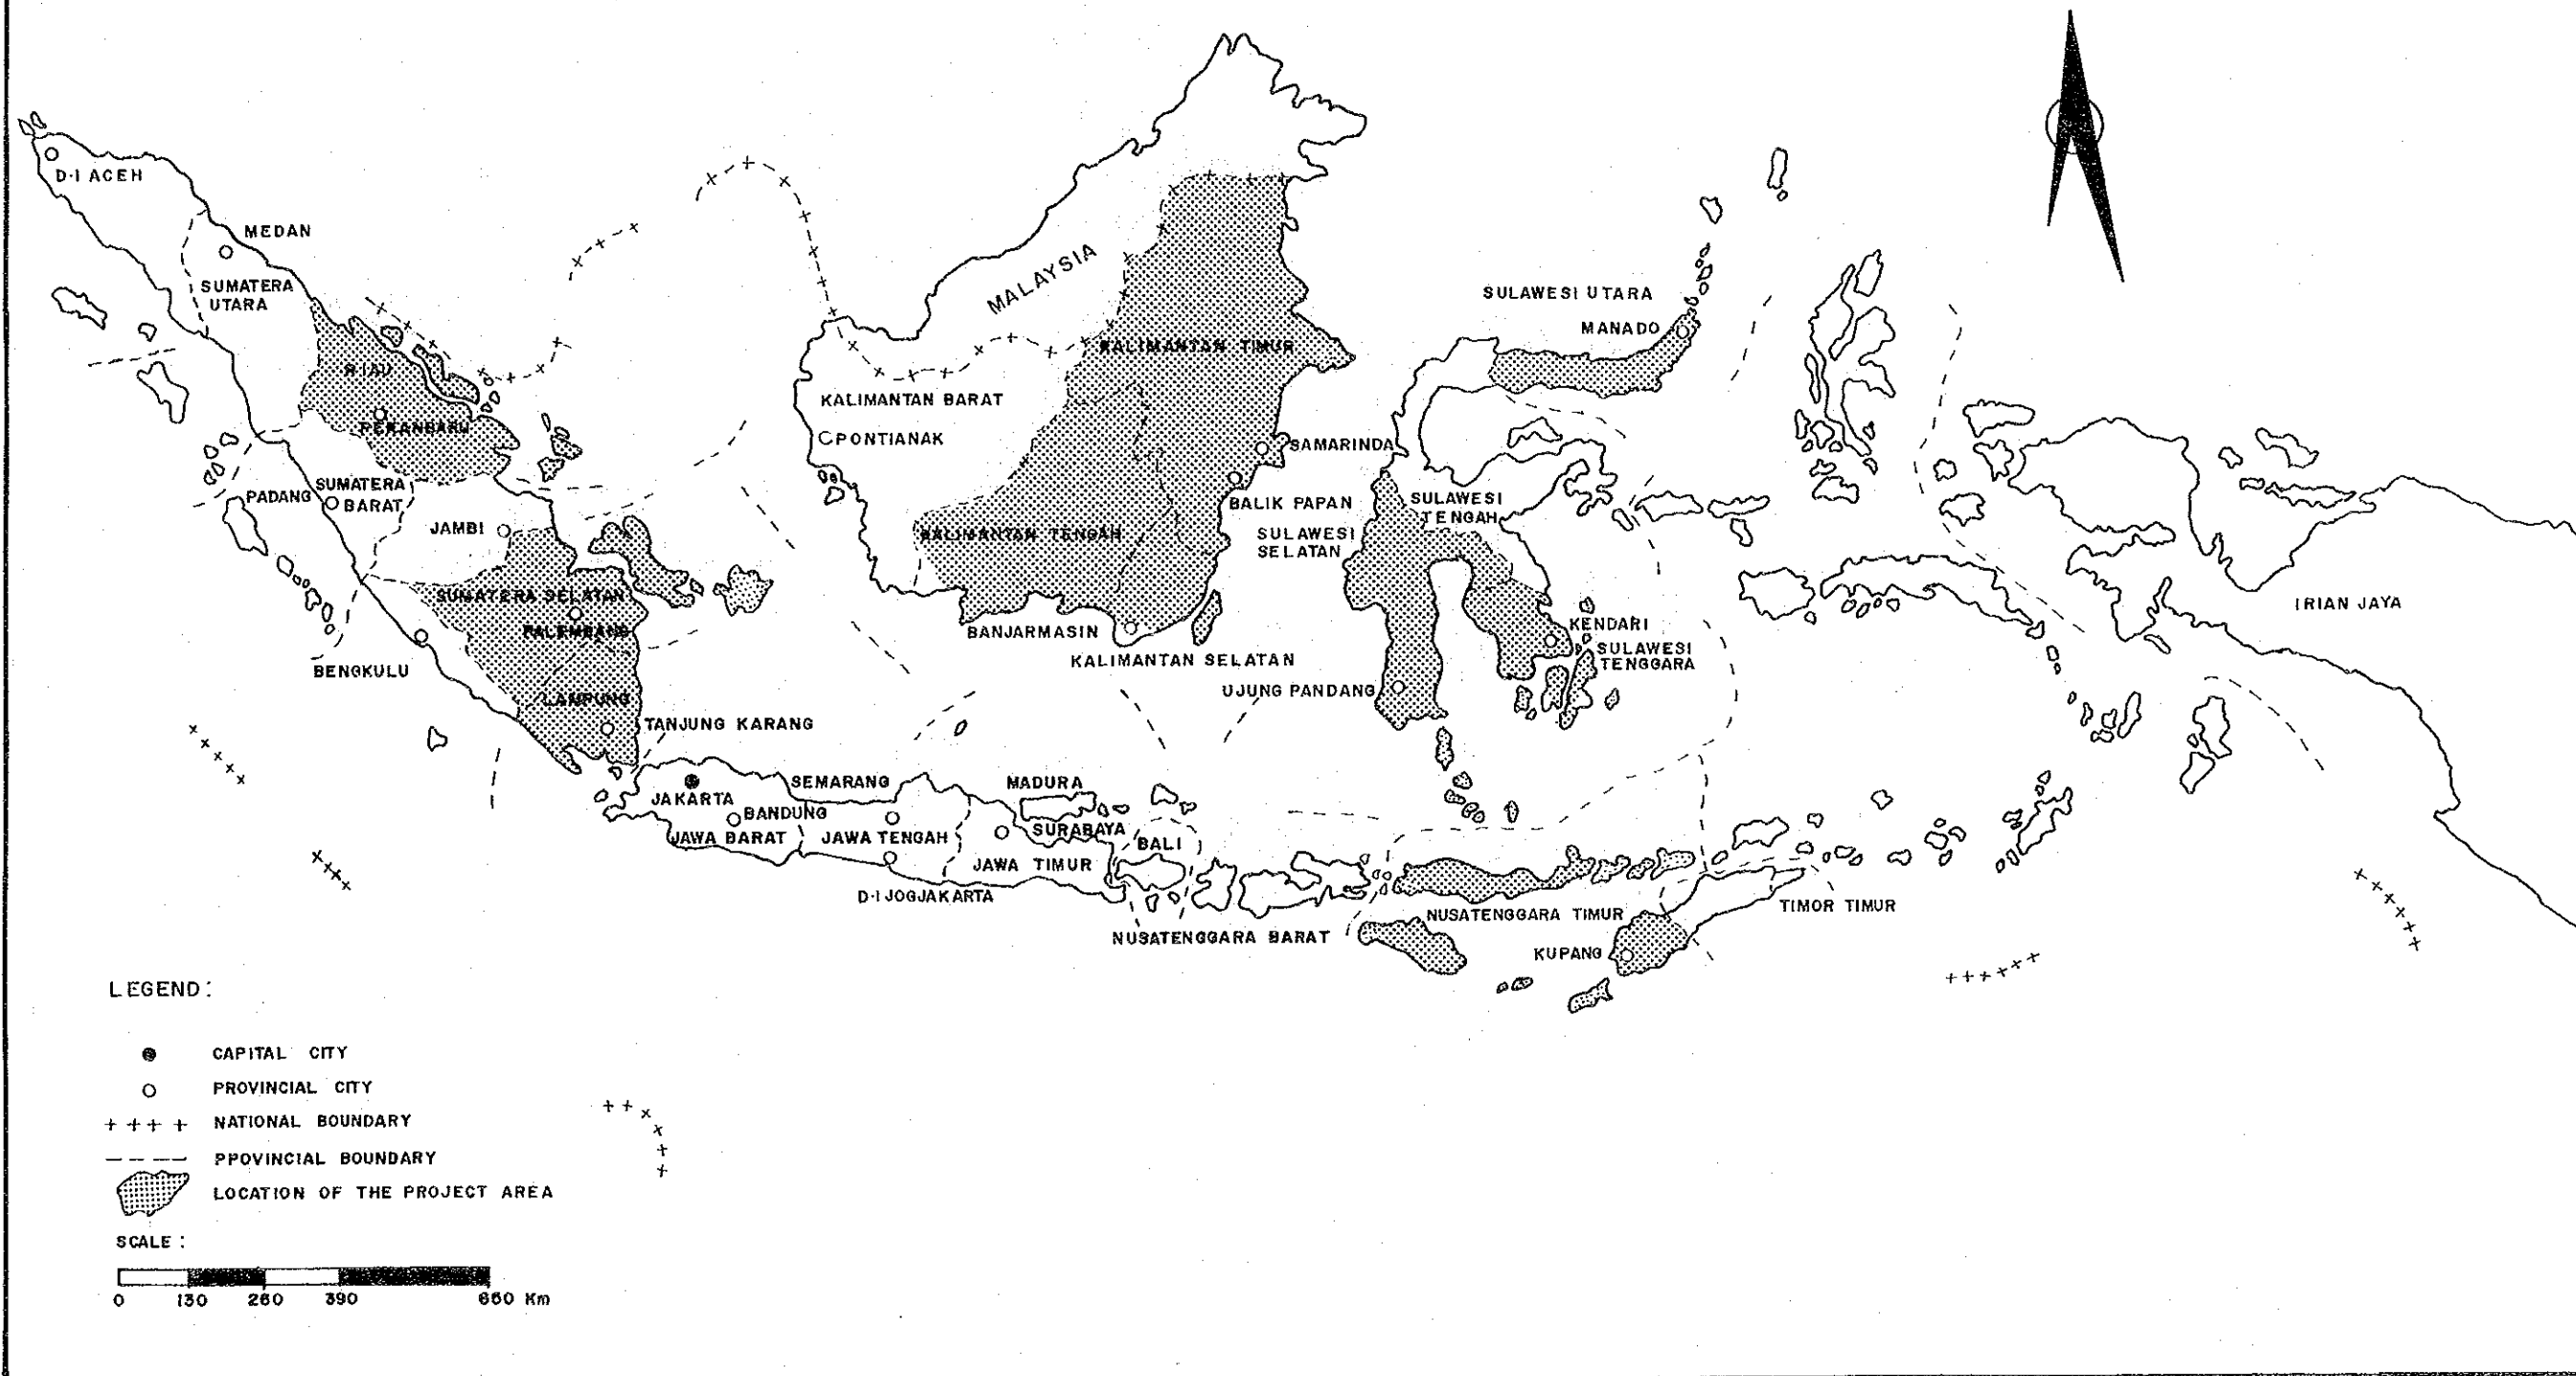 D·I ACEH
MEDAN
SUMATERA
UTARA
RIAU
PEKANBARU
PADANG
SUMATERA
BARAT
JAMBI
SUMATERA SELATAN
PALEMBANG
BENGKULU
LAMPUNG
TANJUNG KARANG
MALAYSIA
KALIMANTAN TIMUR
KALIMANTAN BARAT
PONTIANAK
SAMARINDA
BALIK PAPAN
KALIMANTAN TENGAH
BANJARMASIN
KALIMANTAN SELATAN
SULAWESI UTARA
MANADO
SULAWESI
TENGAH
SULAWESI
SELATAN
KENDARI
SULAWESI
TENGGARA
UJUNG PANDANG
IRIAN JAYA
JAKARTA
BANDUNG
JAWA BARAT
SEMARANG
JAWA TENGAH
D·I JOGJAKARTA
MADURA
SURABAYA
JAWA TIMUR
BALI
NUSATENGGARA BARAT
NUSATENGGARA TIMUR
KUPANG
TIMOR TIMUR
LEGEND:
CAPITAL CITY
PROVINCIAL CITY
NATIONAL BOUNDARY
PPOVINCIAL BOUNDARY
LOCATION OF THE PROJECT AREA
SCALE :
0 130 260 390 650 Km